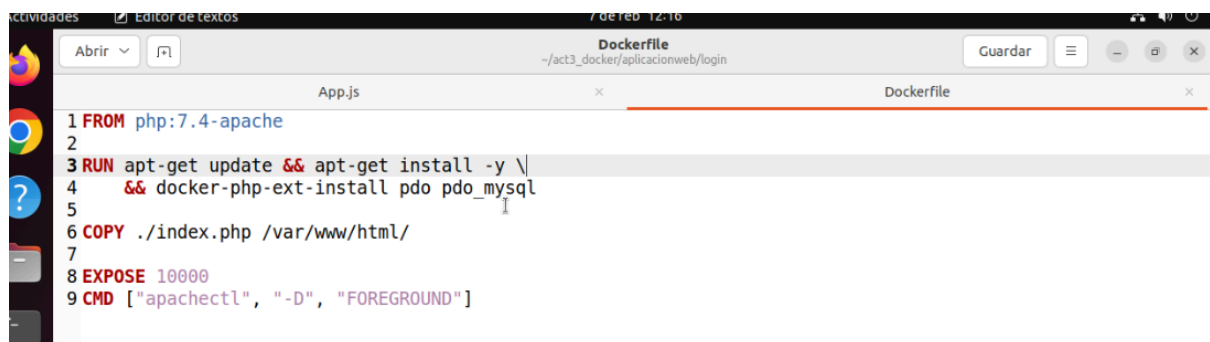 Actividades Editor de textos 7 de feb 12:16
Abrir Dockerfile Guardar
~/act3_docker/aplicacionweb/login
App.js Dockerfile
1 FROM php:7.4-apache
2
3 RUN apt-get update && apt-get install -y \
4 && docker-php-ext-install pdo pdo_mysql
5
6 COPY ./index.php /var/www/html/
7
8 EXPOSE 10000
9 CMD ["apachectl", "-D", "FOREGROUND"]